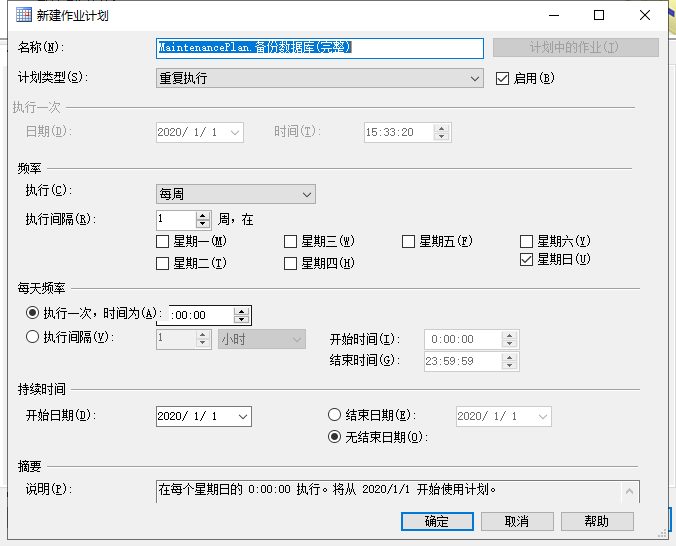 新建作业计划
名称(N): MaintenancePlan.备份数据库(完整) 计划中的作业(I)
计划类型(S): 重复执行 启用(B)
执行一次
日期(D): 2020/ 1/ 1 时间(T): 15:33:20
频率
执行(C): 每周
执行间隔(R): 1 周，在
星期一(M) 星期三(W) 星期五(F) 星期六(Y)
星期二(T) 星期四(H) 星期日(U)
每天频率
执行一次，时间为(A): :00:00
执行间隔(V): 1 小时 开始时间(I): 0:00:00
结束时间(G): 23:59:59
持续时间
开始日期(D): 2020/ 1/ 1 结束日期(E): 2020/ 1/ 1
无结束日期(O):
摘要
说明(P): 在每个星期日的 0:00:00 执行。将从 2020/1/1 开始使用计划。
确定 取消 帮助